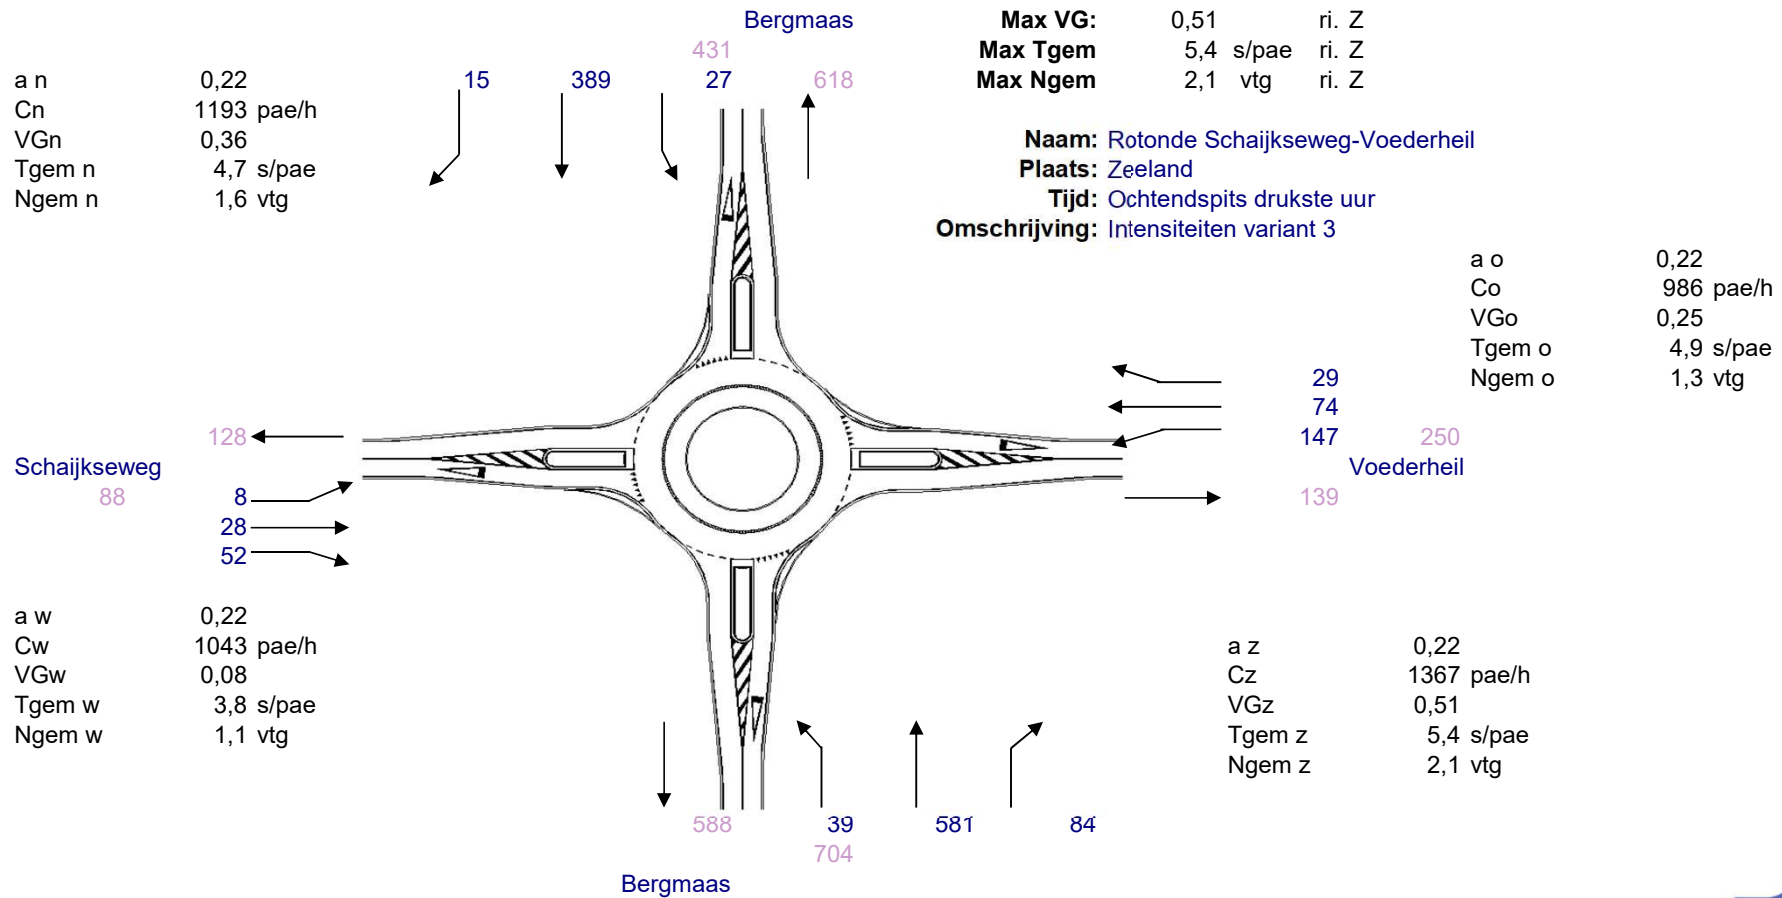 Bergmaas
431
15 389 27 618
a n 0,22
Cn 1193 pae/h
VGn 0,36
Tgem n 4,7 s/pae
Ngem n 1,6 vtg
Max VG: 0,51 ri. Z
Max Tgem 5,4 s/pae ri. Z
Max Ngem 2,1 vtg ri. Z
Naam: Rotonde Schaijkseweg-Voederheil
Plaats: Zeeland
Tijd: Ochtendspits drukste uur
Omschrijving: Intensiteiten variant 3
a o 0,22
Co 986 pae/h
VGo 0,25
Tgem o 4,9 s/pae
Ngem o 1,3 vtg
29
74
147 250
Voederheil
139
128
Schaijkseweg
88 8
28
52
a w 0,22
Cw 1043 pae/h
VGw 0,08
Tgem w 3,8 s/pae
Ngem w 1,1 vtg
a z 0,22
Cz 1367 pae/h
VGz 0,51
Tgem z 5,4 s/pae
Ngem z 2,1 vtg
588 39 581 84
704
Bergmaas